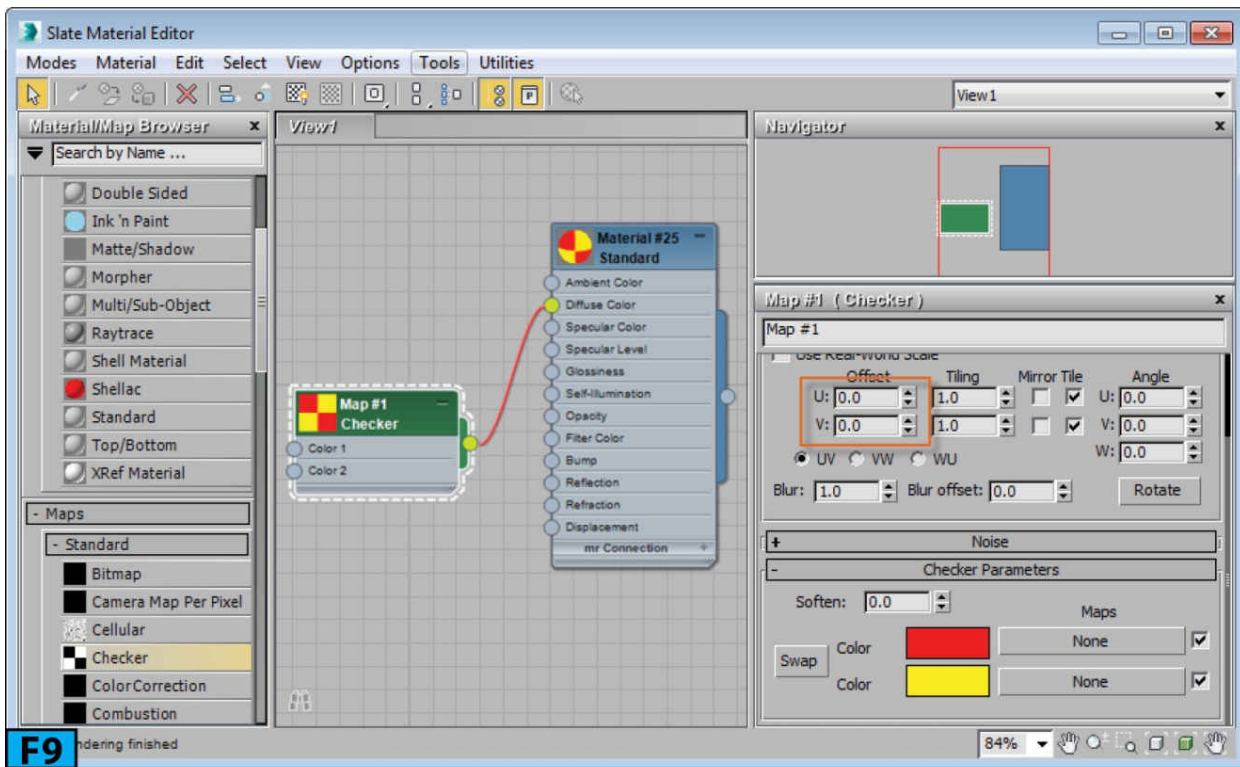 Slate Material Editor
Modes Material Edit Select View Options Tools Utilities
View1
Material/Map Browser x
Search by Name ...
Double Sided
Ink 'n Paint
Matte/Shadow
Morpher
Multi/Sub-Object
Raytrace
Shell Material
Shellac
Standard
Top/Bottom
XRef Material
- Maps
- Standard
Bitmap
Camera Map Per Pixel
Cellular
Checker
ColorCorrection
Combustion
View1
Material #25
Standard
Ambient Color
Diffuse Color
Specular Color
Specular Level
Glossiness
Self-Illumination
Opacity
Filter Color
Bump
Reflection
Refraction
Displacement
mr Connection +
Map #1
Checker
Color 1
Color 2
Navigator x
Map #1 ( Checker ) x
Map #1
Use Real-World Scale
Offset Tiling Mirror Tile Angle
U: 0.0 1.0 U: 0.0
V: 0.0 1.0 V: 0.0
UV VW WU W: 0.0
Blur: 1.0 Blur offset: 0.0 Rotate
+ Noise
- Checker Parameters
Soften: 0.0 Maps
Swap Color None
Color None
F9 ndering finished
84%